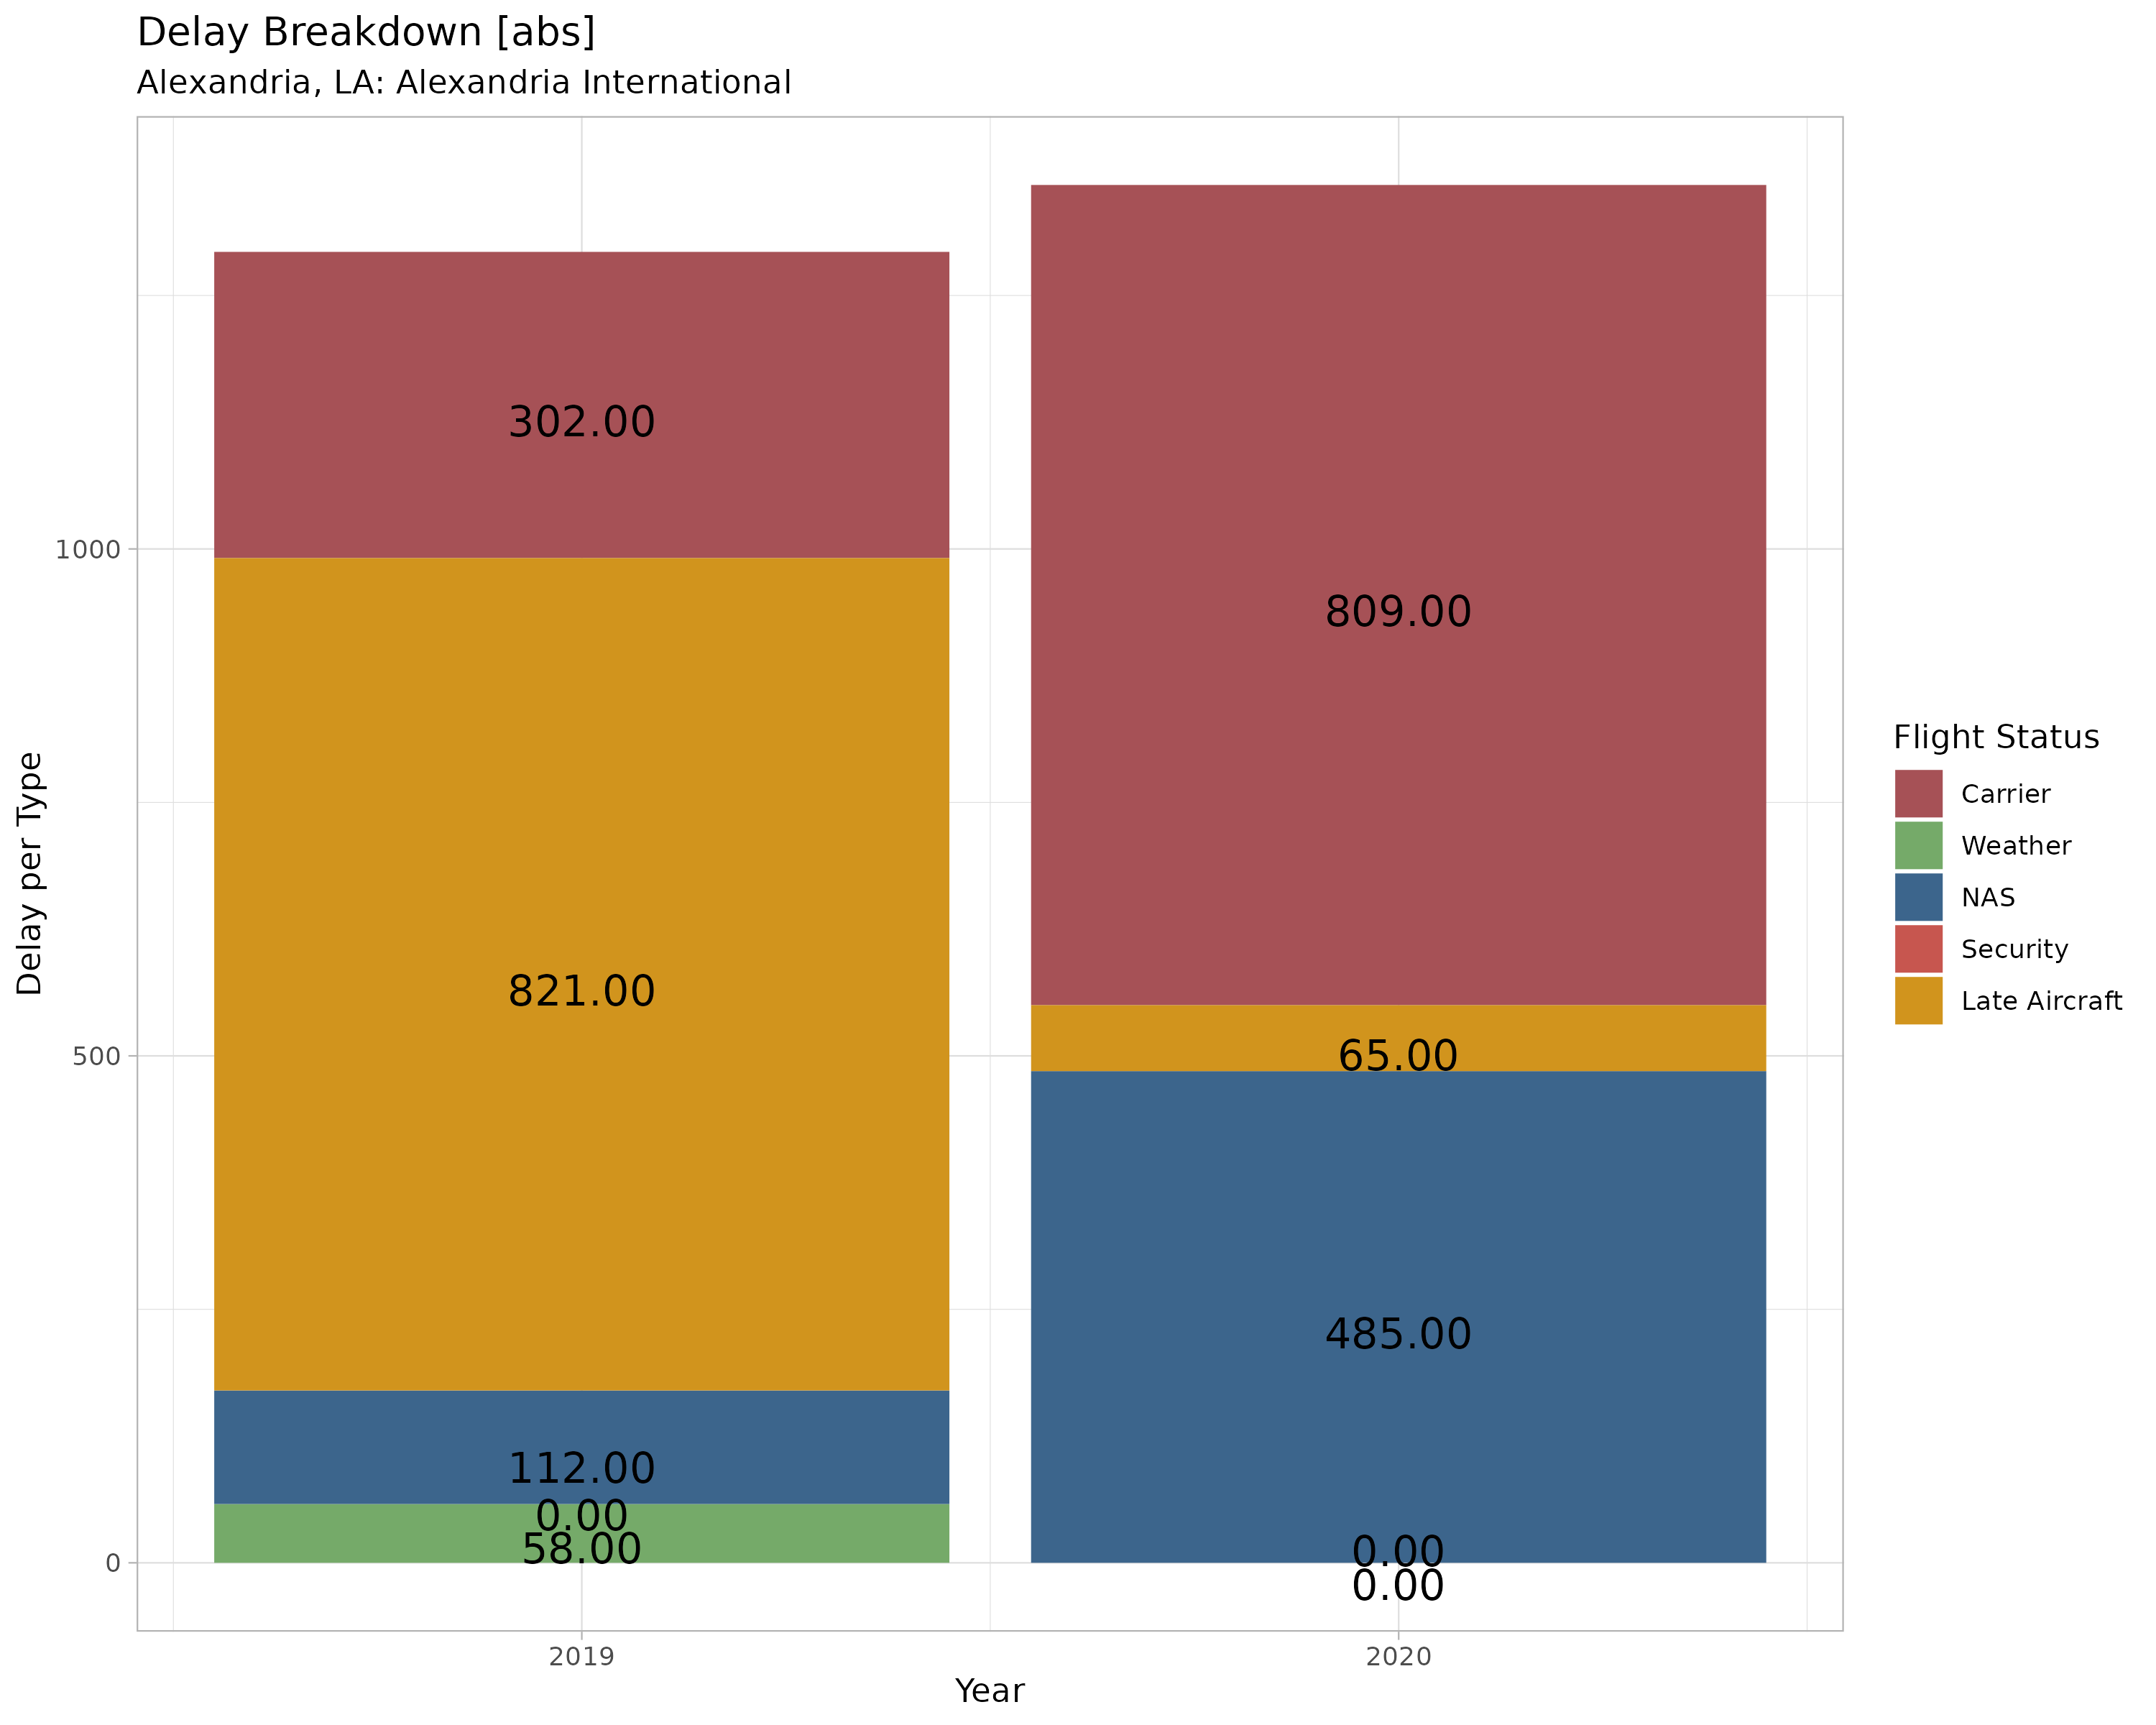 Delay Breakdown [abs]
Alexandria, LA: Alexandria International
Delay per Type
1000
500
0
302.00
821.00
112.00
0.00
58.00
809.00
65.00
485.00
0.00
0.00
2019
2020
Year
Flight Status
Carrier
Weather
NAS
Security
Late Aircraft